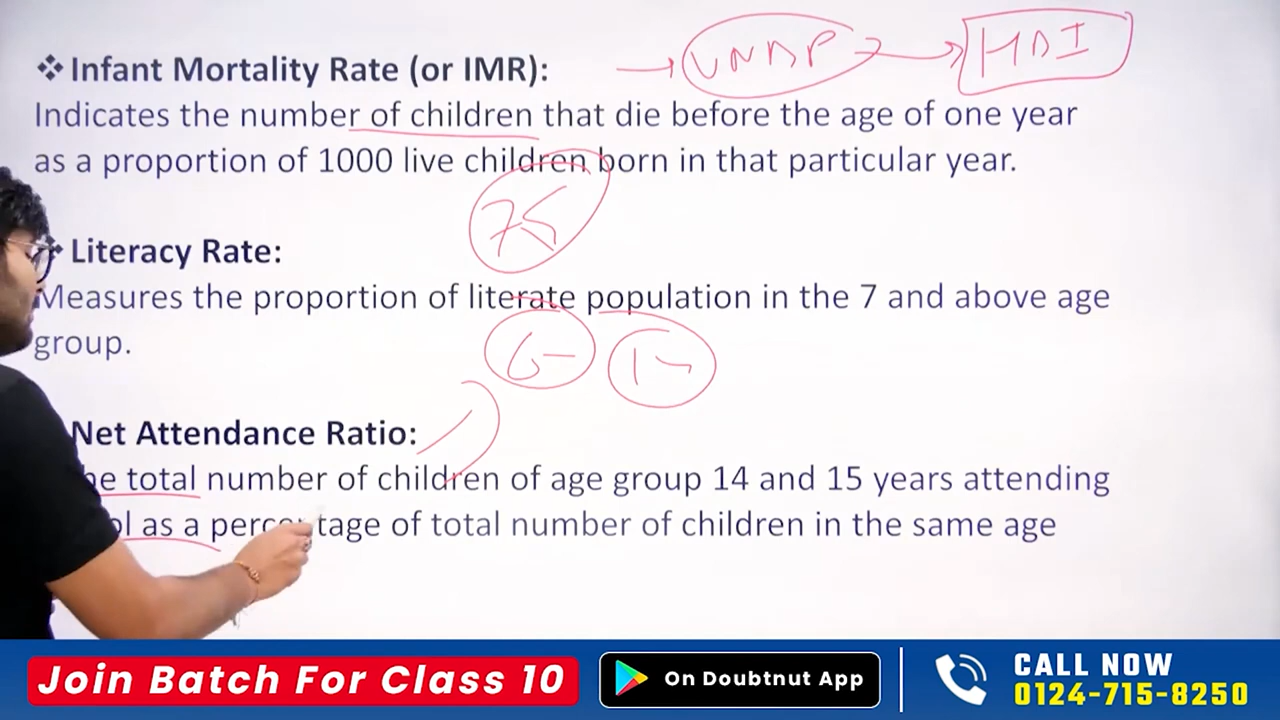 UNDP → HDI
❖ Infant Mortality Rate (or IMR):
Indicates the number of children that die before the age of one year
as a proportion of 1000 live children born in that particular year.
75
Literacy Rate:
Measures the proportion of literate population in the 7 and above age
group.
Net Attendance Ratio:
he total number of children of age group 14 and 15 years attending
ol as a percentage of total number of children in the same age
Join Batch For Class 10
On Doubtnut App
CALL NOW
0124-715-8250